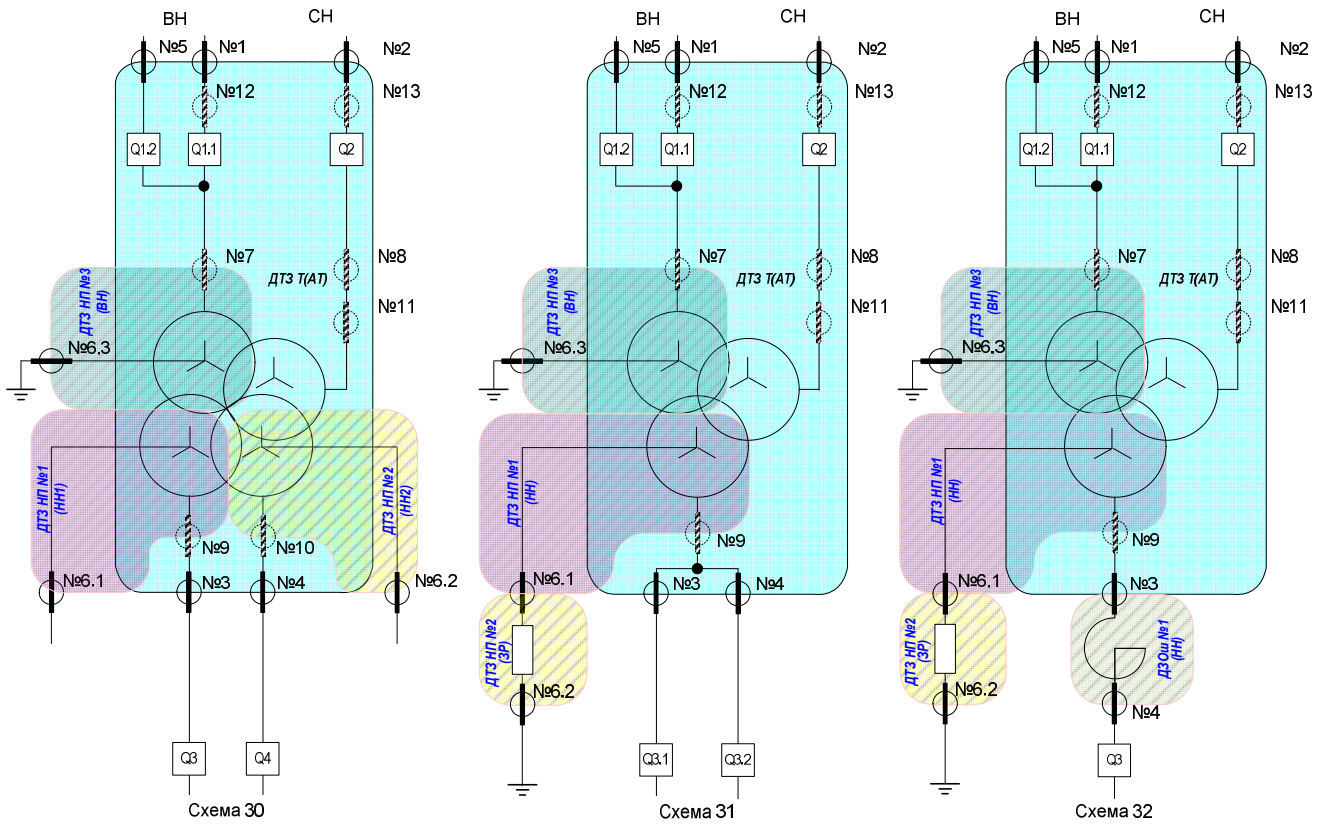 ВН
СН
№5
№1
№2
№12
№13
Q1.2
Q1.1
Q2
№7
№8
ДТЗ Т(АТ)
№11
ДТЗ НП №3
(ВН)
№6.3
ДТЗ НП №1
(НН1)
ДТЗ НП №2
(НН2)
№9
№10
№6.1
№3
№4
№6.2
Q3
Q4
Схема 30
ВН
СН
№5
№1
№2
№12
№13
Q1.2
Q1.1
Q2
№7
№8
ДТЗ Т(АТ)
№11
ДТЗ НП №3
(ВН)
№6.3
ДТЗ НП №1
(НН)
№9
№6.1
№3
№4
ДТЗ НП №2
(ЗР)
№6.2
Q3.1
Q3.2
Схема 31
ВН
СН
№5
№1
№2
№12
№13
Q1.2
Q1.1
Q2
№7
№8
ДТЗ Т(АТ)
№11
ДТЗ НП №3
(ВН)
№6.3
ДТЗ НП №1
(НН)
№9
№6.1
№3
ДТЗ НП №2
(ЗР)
ДЗОш №1
(НН)
№6.2
№4
Q3
Схема 32